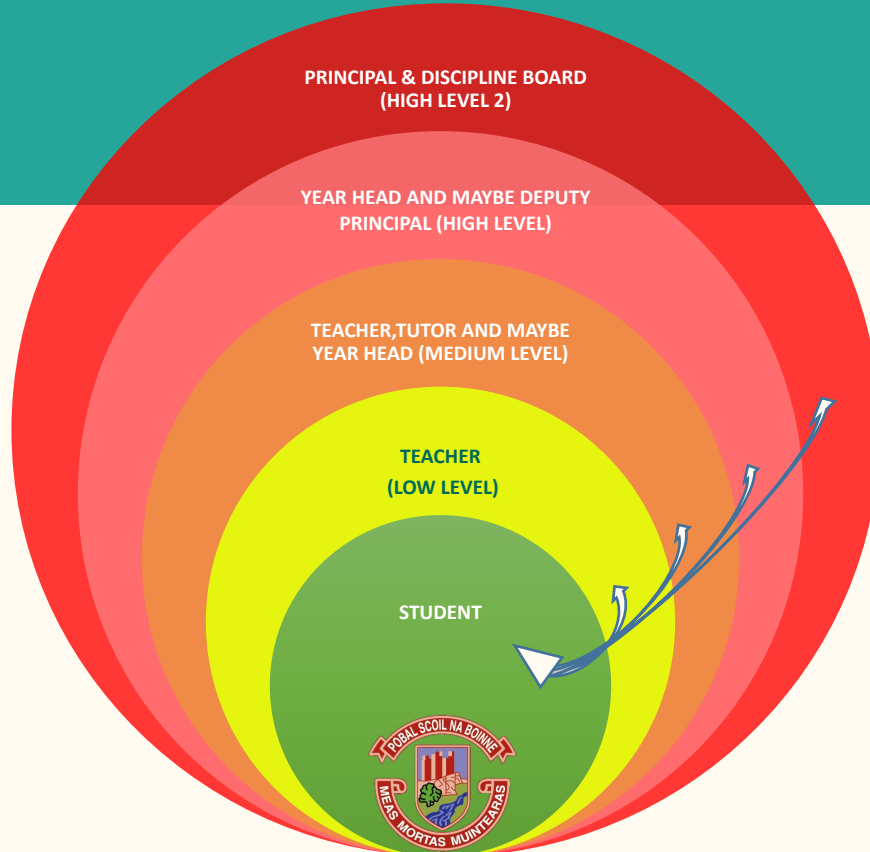 PRINCIPAL & DISCIPLINE BOARD
(HIGH LEVEL 2)
YEAR HEAD AND MAYBE DEPUTY
PRINCIPAL (HIGH LEVEL)
TEACHER,TUTOR AND MAYBE
YEAR HEAD (MEDIUM LEVEL)
TEACHER
(LOW LEVEL)
STUDENT
POBAL SCOIL NA BOINNE
MEAS MORTAS MUINTEARAS